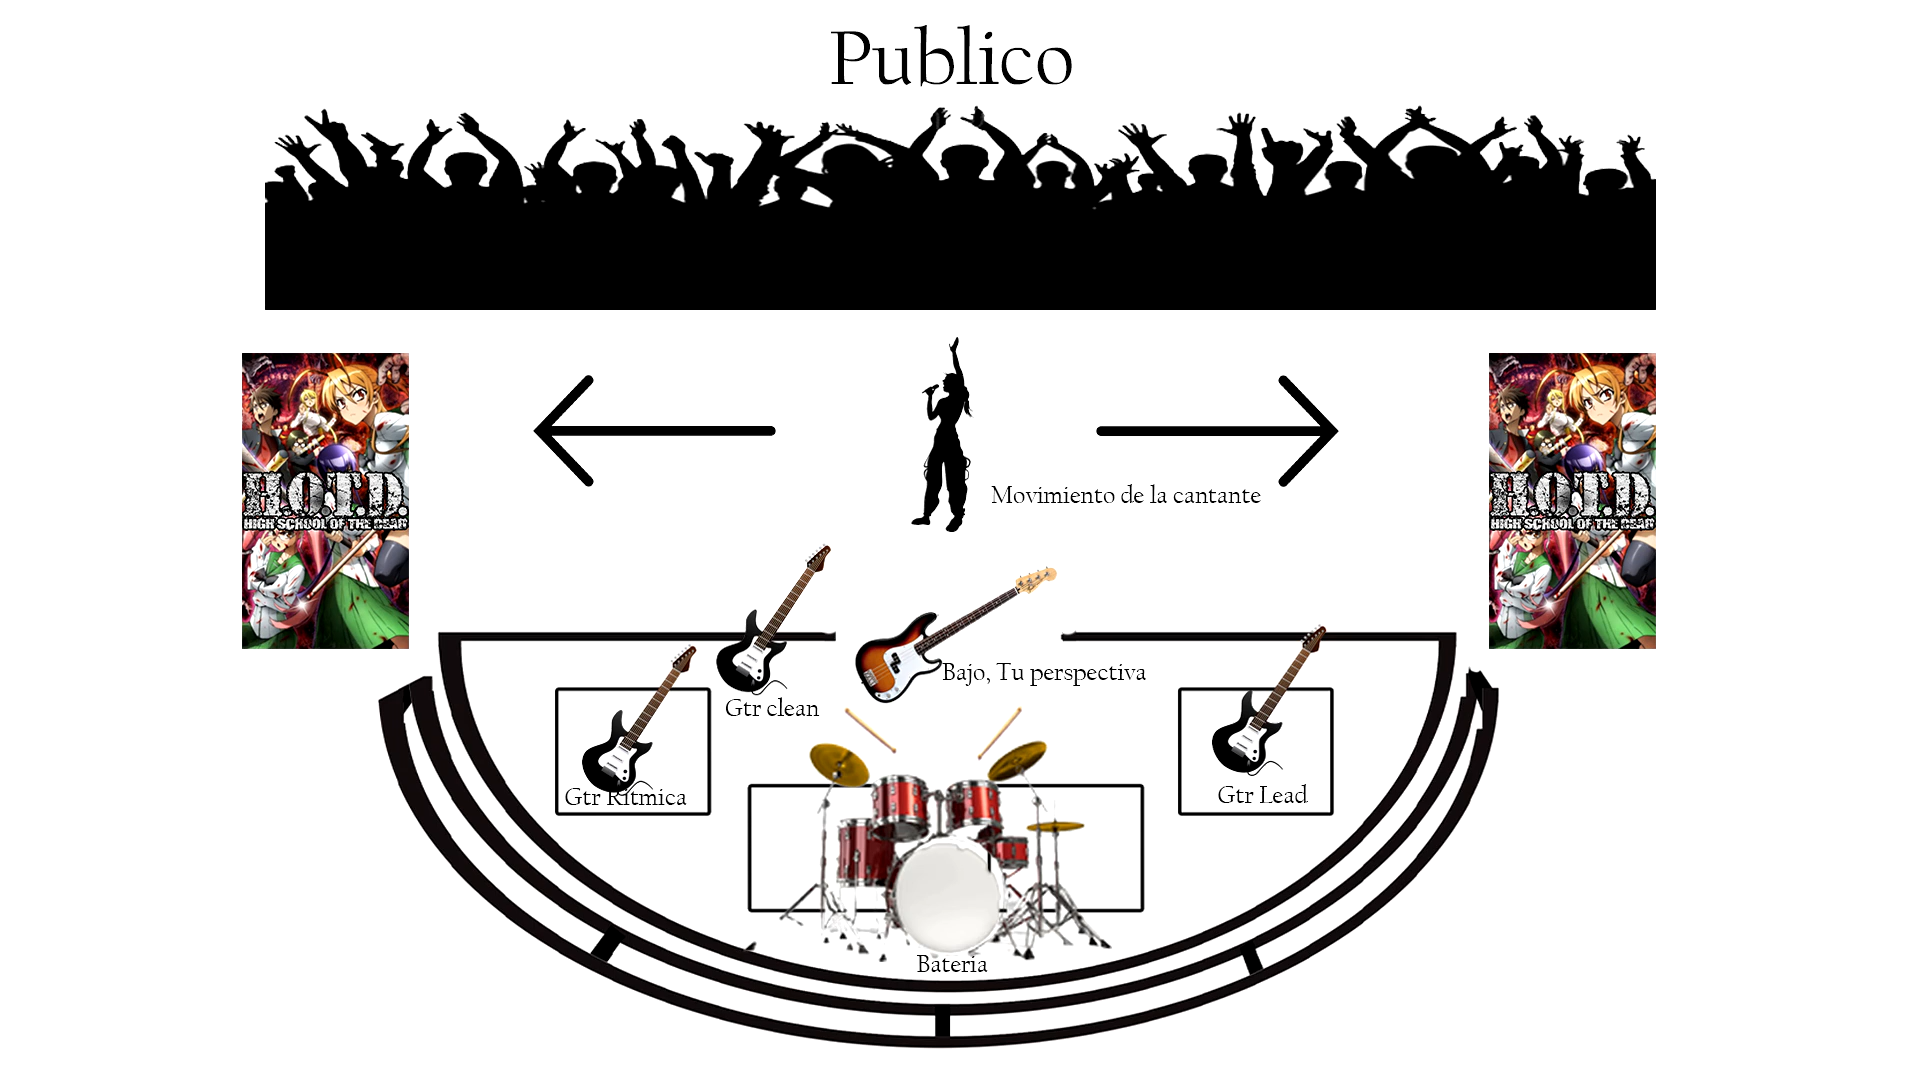 Publico
H.O.T.D.
HIGH SCHOOL OF THE DEAD
H.O.T.D.
HIGH SCHOOL OF THE DEAD
Movimiento de la cantante
Bajo, Tu perspectiva
Gtr clean
Gtr Ritmica
Gtr Lead
Bateria